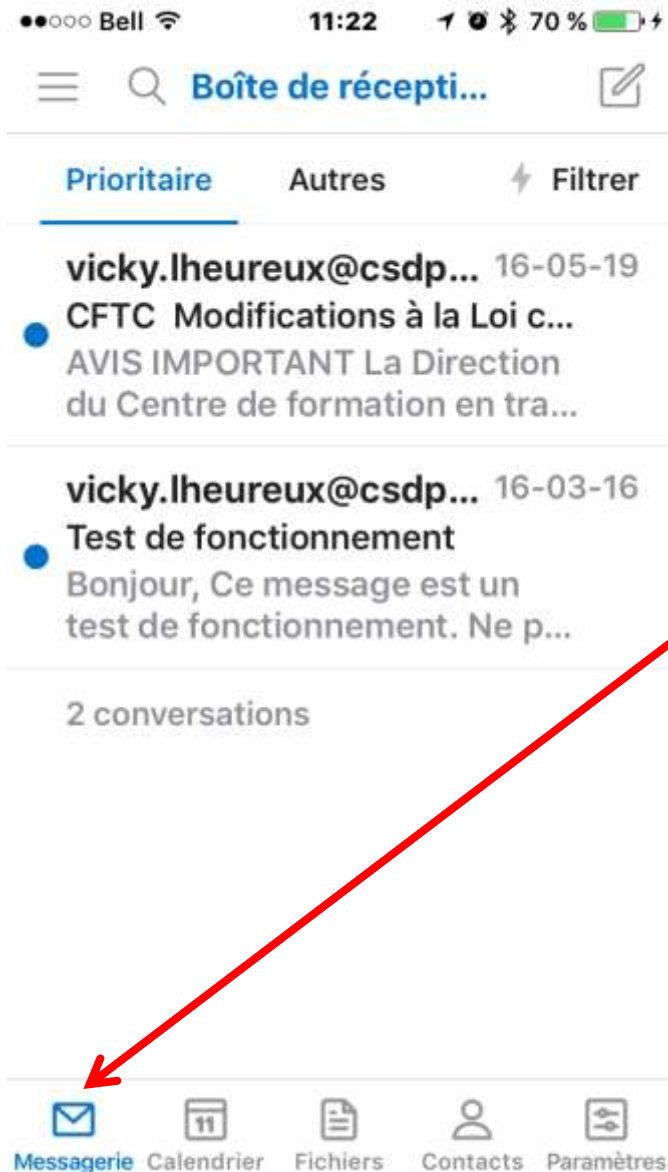 Bell 11:22 70 %
Boîte de récepti...
Prioritaire Autres Filtrer
vicky.lheureux@csdp... 16-05-19
CFTC Modifications à la Loi c...
AVIS IMPORTANT La Direction
du Centre de formation en tra...
vicky.lheureux@csdp... 16-03-16
Test de fonctionnement
Bonjour, Ce message est un
test de fonctionnement. Ne p...
2 conversations
11
Messagerie Calendrier Fichiers Contacts Paramètres